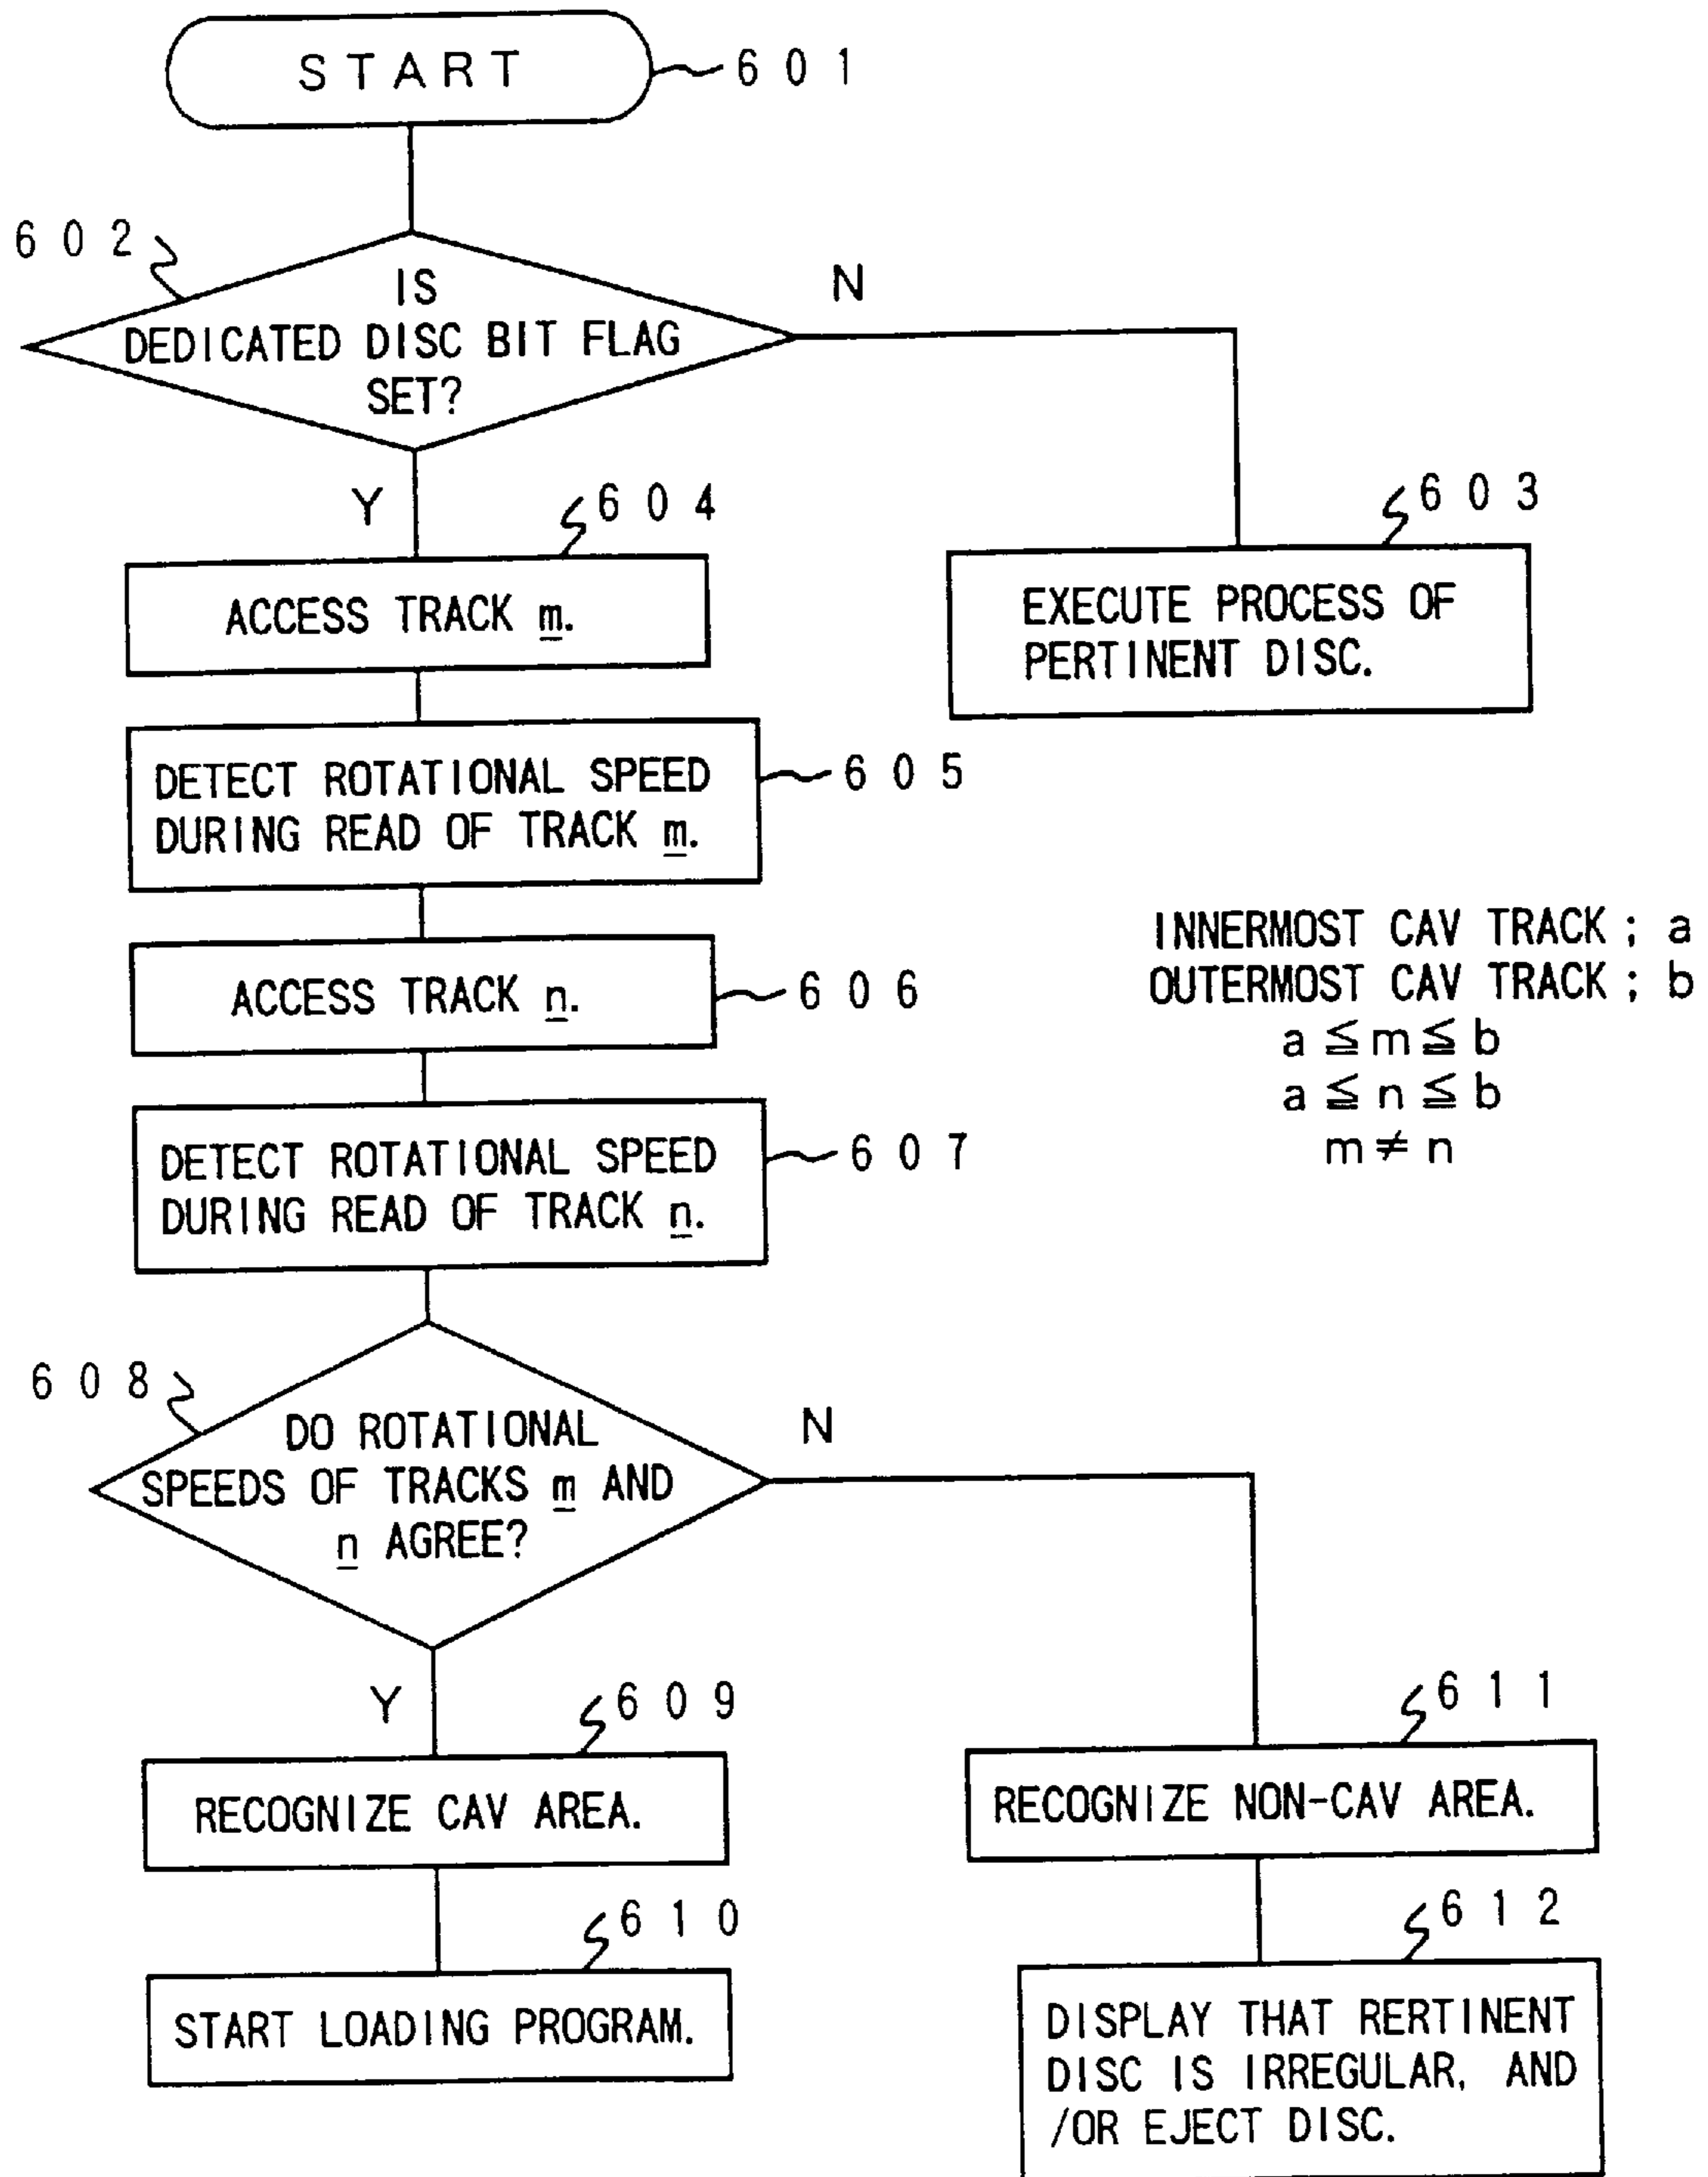 START
601
602
IS
DEDICATED DISC BIT FLAG
SET?
N
Y
604
603
ACCESS TRACK m.
EXECUTE PROCESS OF
PERTINENT DISC.
DETECT ROTATIONAL SPEED
DURING READ OF TRACK m.
605
ACCESS TRACK n.
606
INNERMOST CAV TRACK ; a
OUTERMOST CAV TRACK ; b
a ≦ m ≦ b
a ≦ n ≦ b
m ≠ n
DETECT ROTATIONAL SPEED
DURING READ OF TRACK n.
607
608
DO ROTATIONAL
SPEEDS OF TRACKS m AND
n AGREE?
N
Y
609
611
RECOGNIZE CAV AREA.
RECOGNIZE NON-CAV AREA.
610
612
START LOADING PROGRAM.
DISPLAY THAT RERTINENT
DISC IS IRREGULAR, AND
/OR EJECT DISC.